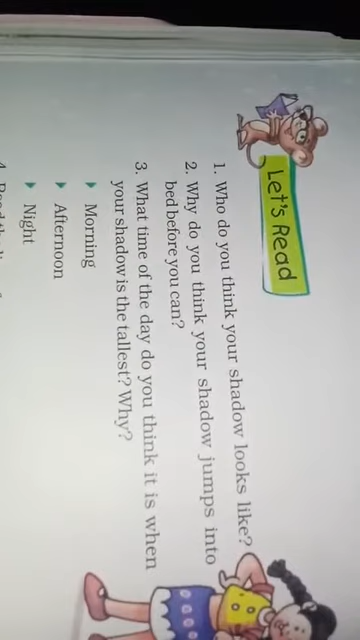 Let's Read
1. Who do you think your shadow looks like?
2. Why do you think your shadow jumps into
bed before you can?
3. What time of the day do you think it is when
your shadow is the tallest? Why?
Morning
Afternoon
Night